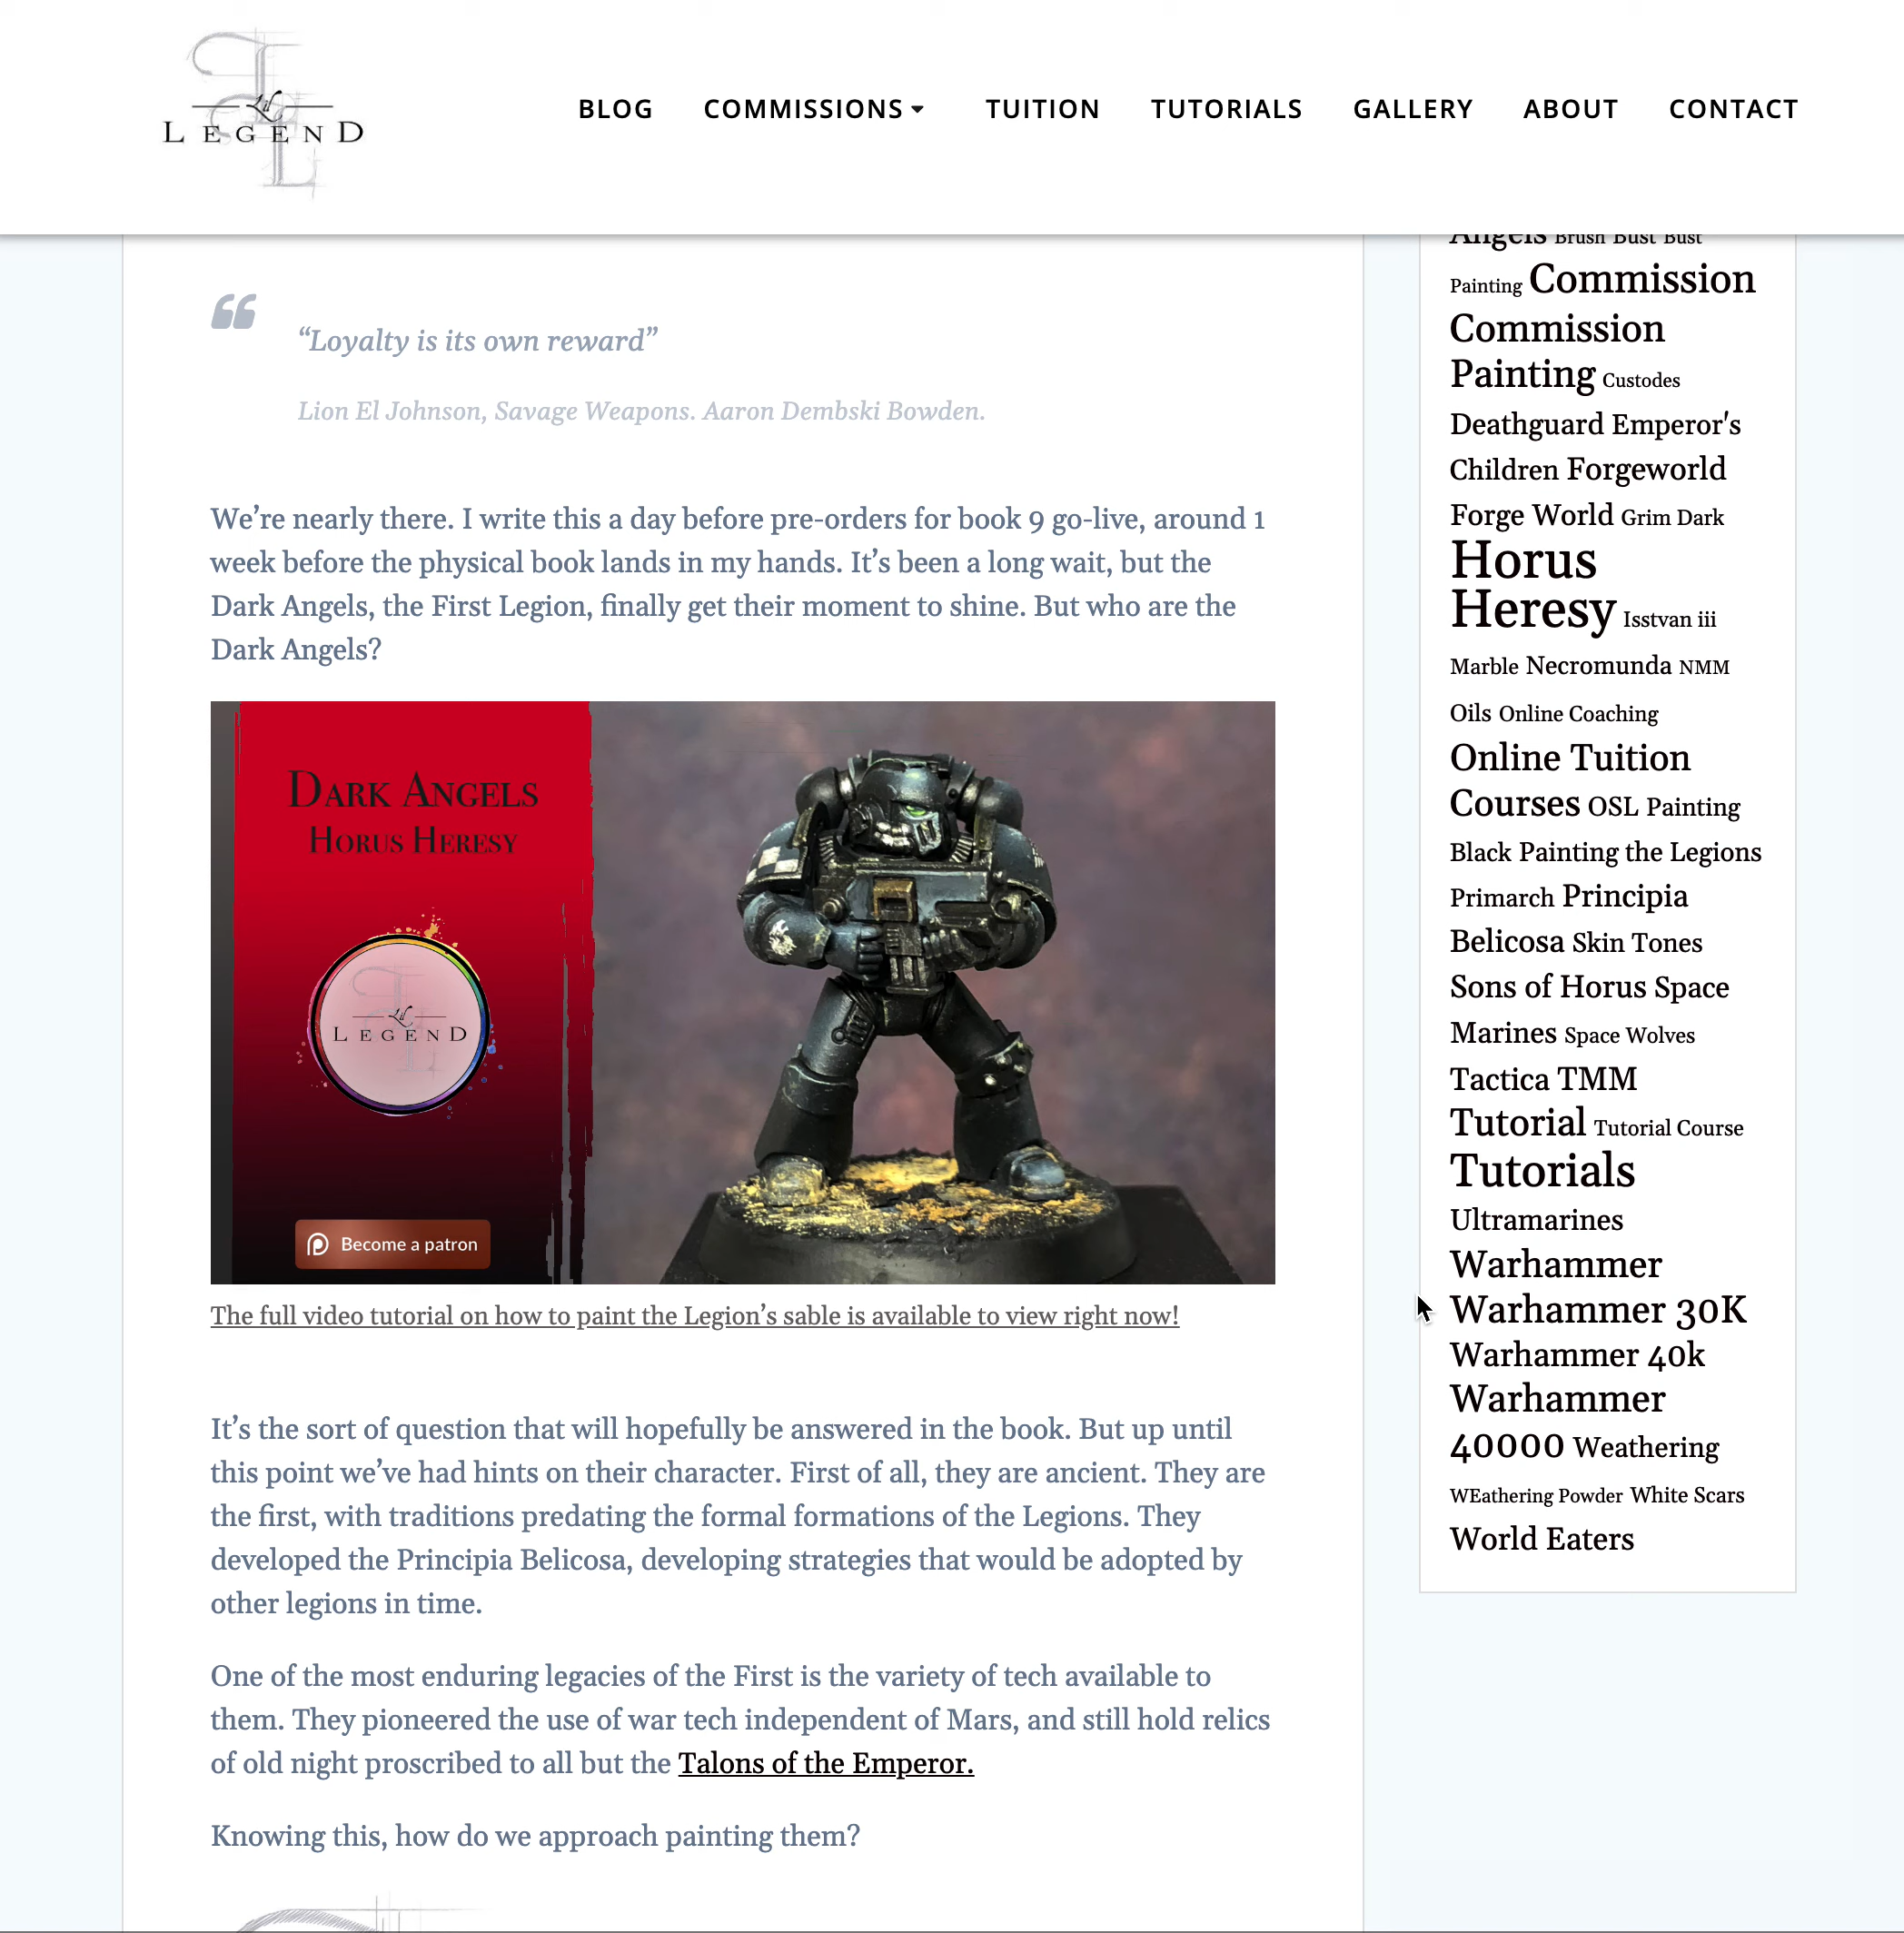 Lil
LEGEND
BLOG COMMISSIONS TUITION TUTORIALS GALLERY ABOUT CONTACT
“Loyalty is its own reward”
Lion El Johnson, Savage Weapons. Aaron Dembski Bowden.
We’re nearly there. I write this a day before pre-orders for book 9 go-live, around 1
week before the physical book lands in my hands. It’s been a long wait, but the
Dark Angels, the First Legion, finally get their moment to shine. But who are the
Dark Angels?
DARK ANGELS
HORUS HERESY
Lil
LEGEND
Become a patron
The full video tutorial on how to paint the Legion’s sable is available to view right now!
It’s the sort of question that will hopefully be answered in the book. But up until
this point we’ve had hints on their character. First of all, they are ancient. They are
the first, with traditions predating the formal formations of the Legions. They
developed the Principia Belicosa, developing strategies that would be adopted by
other legions in time.
One of the most enduring legacies of the First is the variety of tech available to
them. They pioneered the use of war tech independent of Mars, and still hold relics
of old night proscribed to all but the Talons of the Emperor.
Knowing this, how do we approach painting them?
Angels Brush Bust Bust
Painting Commission
Commission
Painting Custodes
Deathguard Emperor's
Children Forgeworld
Forge World Grim Dark
Horus
Heresy Isstvan iii
Marble Necromunda NMM
Oils Online Coaching
Online Tuition
Courses OSL Painting
Black Painting the Legions
Primarch Principia
Belicosa Skin Tones
Sons of Horus Space
Marines Space Wolves
Tactica TMM
Tutorial Tutorial Course
Tutorials
Ultramarines
Warhammer
Warhammer 30K
Warhammer 40k
Warhammer
40000 Weathering
WEathering Powder White Scars
World Eaters